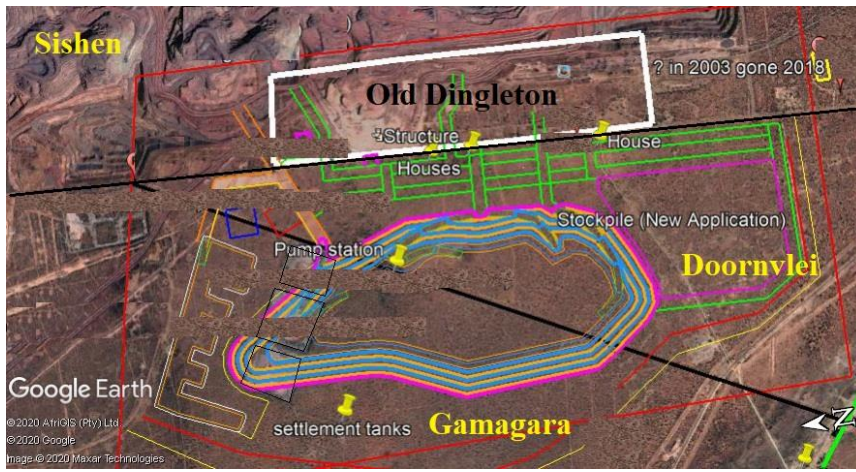 Sishen
? in 2003 gone 2018
Old Dingleton
Structure
House
Houses
Stockpile (New Application)
Pump station
Doornvlei
Google Earth
Gamagara
©2020 AfriGIS (Pty) Ltd
settlement tanks
©2020 Google
Image © 2020 Maxar Technologies
N